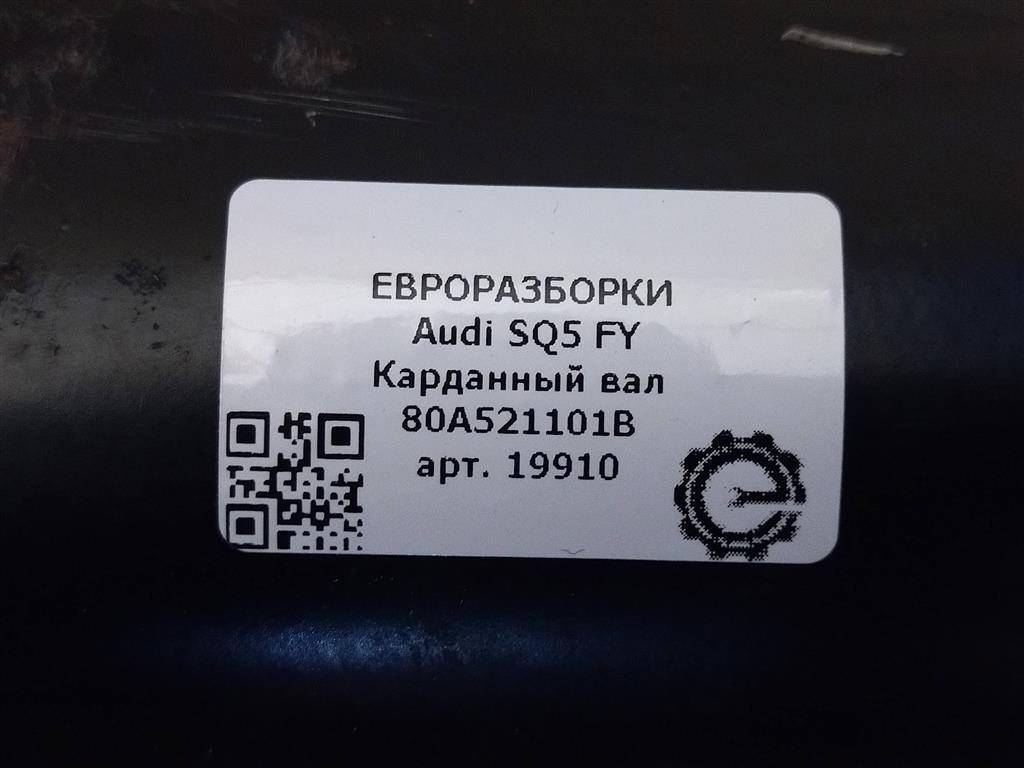 ЕВРОРАЗБОРКИ
Audi SQ5 FY
Карданный вал
80A521101B
арт. 19910